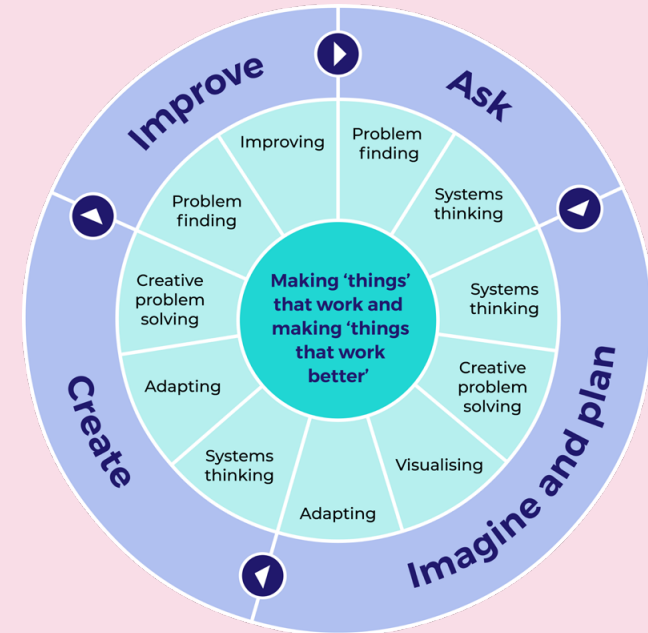 Improve
Ask
Imagine and plan
Create
Improving
Problem
finding
Systems
thinking
Systems
thinking
Creative
problem
solving
Visualising
Adapting
Systems
thinking
Adapting
Creative
problem
solving
Problem
finding
Making ‘things’
that work and
making ‘things
that work
better’